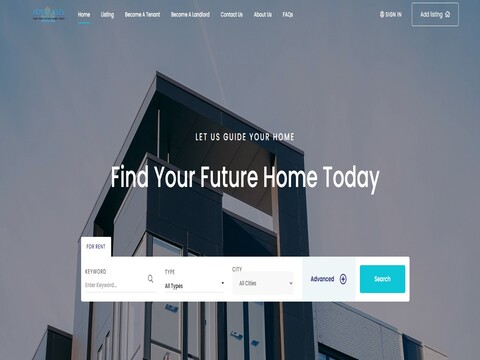 Home Listing Become A Tenant Become A Landlord Contact Us About Us FAQs SIGN IN Add listing
LET US GUIDE YOUR HOME
Find Your Future Home Today
FOR RENT
KEYWORD TYPE CITY
Enter Keyword... All Types All Cities Advanced Search